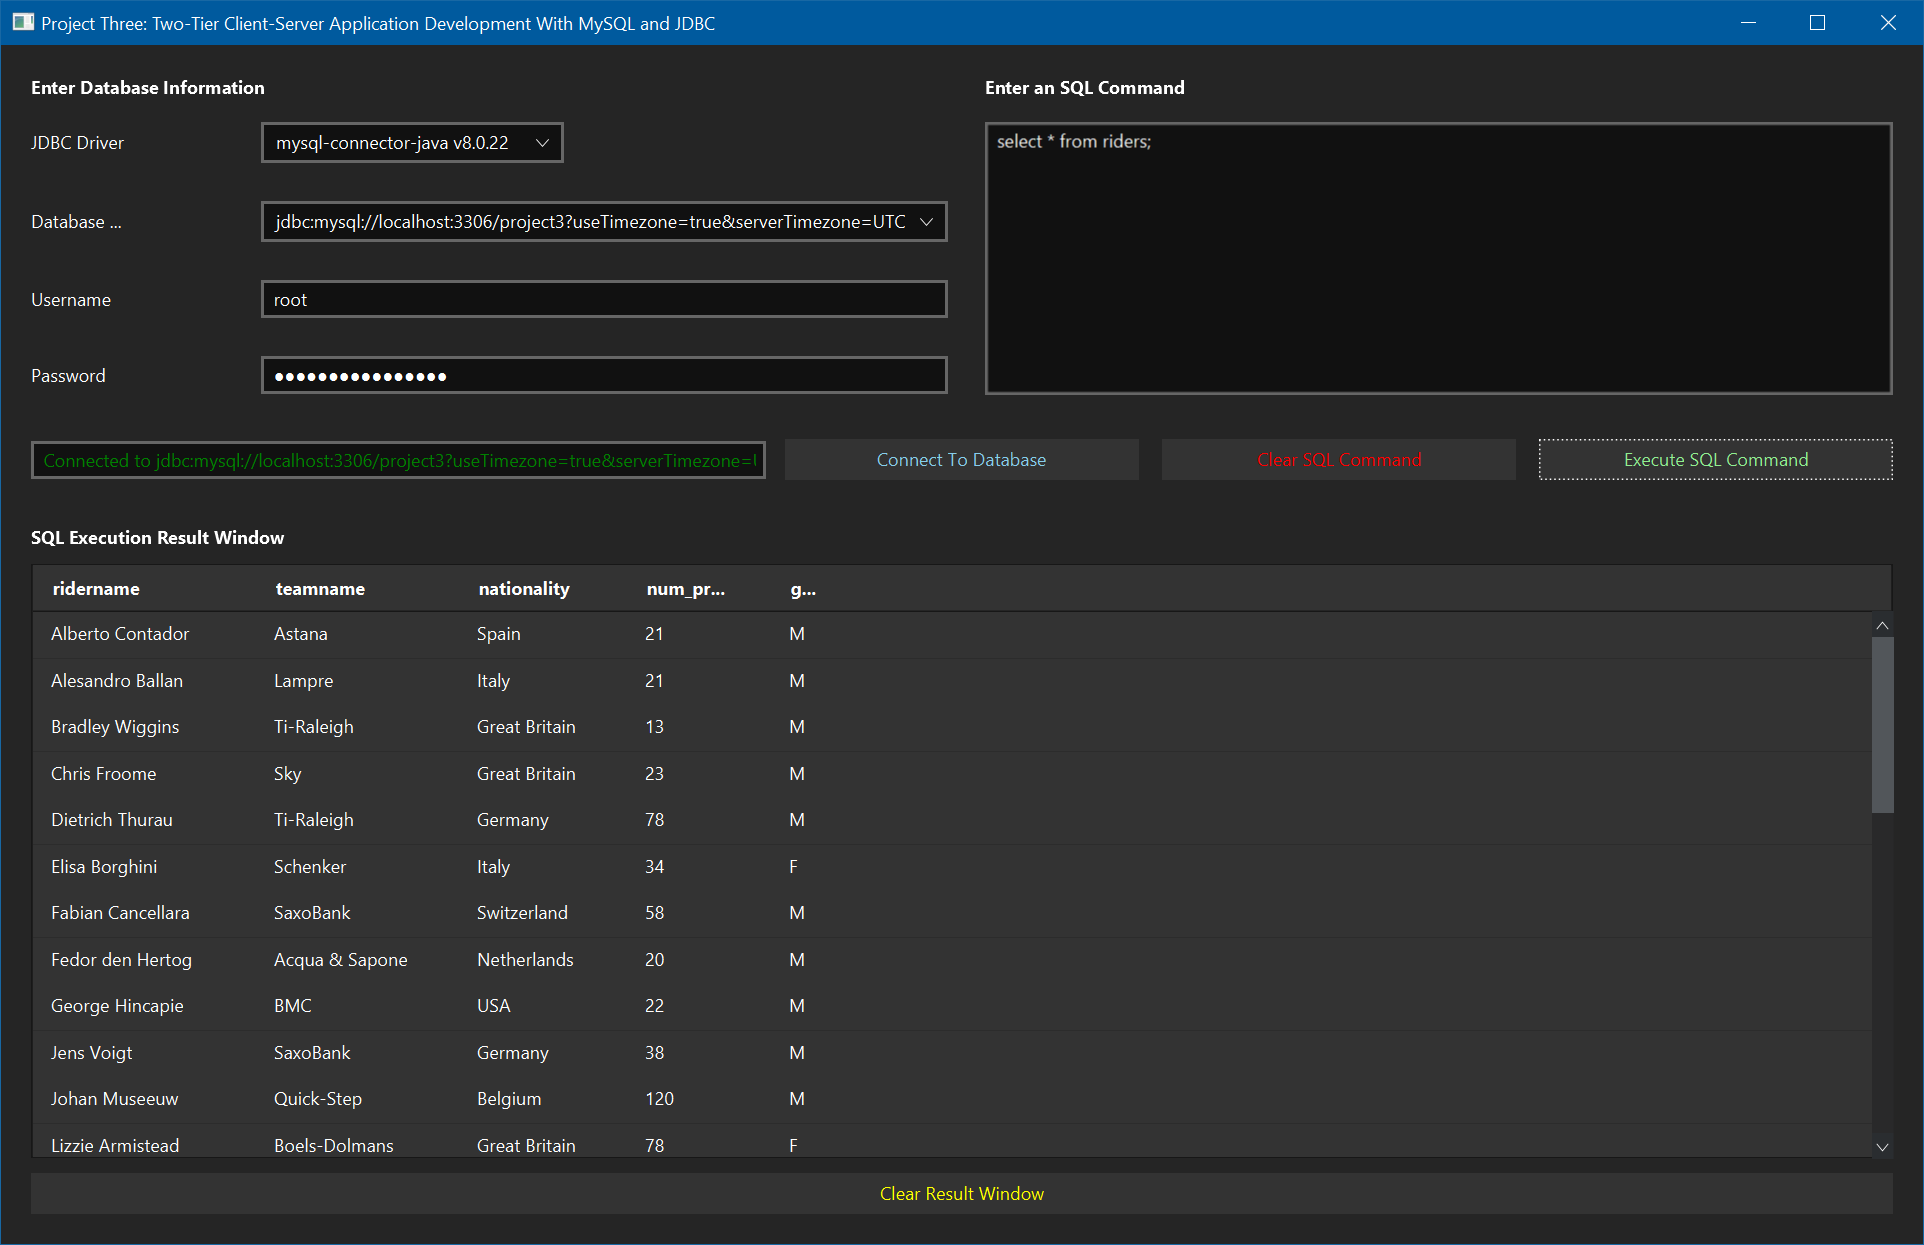 Project Three: Two-Tier Client-Server Application Development With MySQL and JDBC
Enter Database Information
JDBC Driver
mysql-connector-java v8.0.22
Database ...
jdbc:mysql://localhost:3306/project3?useTimezone=true&serverTimezone=UTC
Username
root
Password
Enter an SQL Command
select * from riders;
Connected to jdbc:mysql://localhost:3306/project3?useTimezone=true&serverTimezone=
Connect To Database
Clear SQL Command
Execute SQL Command
SQL Execution Result Window
ridername teamname nationality num_pr... g...
Alberto Contador Astana Spain 21 M
Alesandro Ballan Lampre Italy 21 M
Bradley Wiggins Ti-Raleigh Great Britain 13 M
Chris Froome Sky Great Britain 23 M
Dietrich Thurau Ti-Raleigh Germany 78 M
Elisa Borghini Schenker Italy 34 F
Fabian Cancellara SaxoBank Switzerland 58 M
Fedor den Hertog Acqua & Sapone Netherlands 20 M
George Hincapie BMC USA 22 M
Jens Voigt SaxoBank Germany 38 M
Johan Museeuw Quick-Step Belgium 120 M
Lizzie Armistead Boels-Dolmans Great Britain 78 F
Clear Result Window